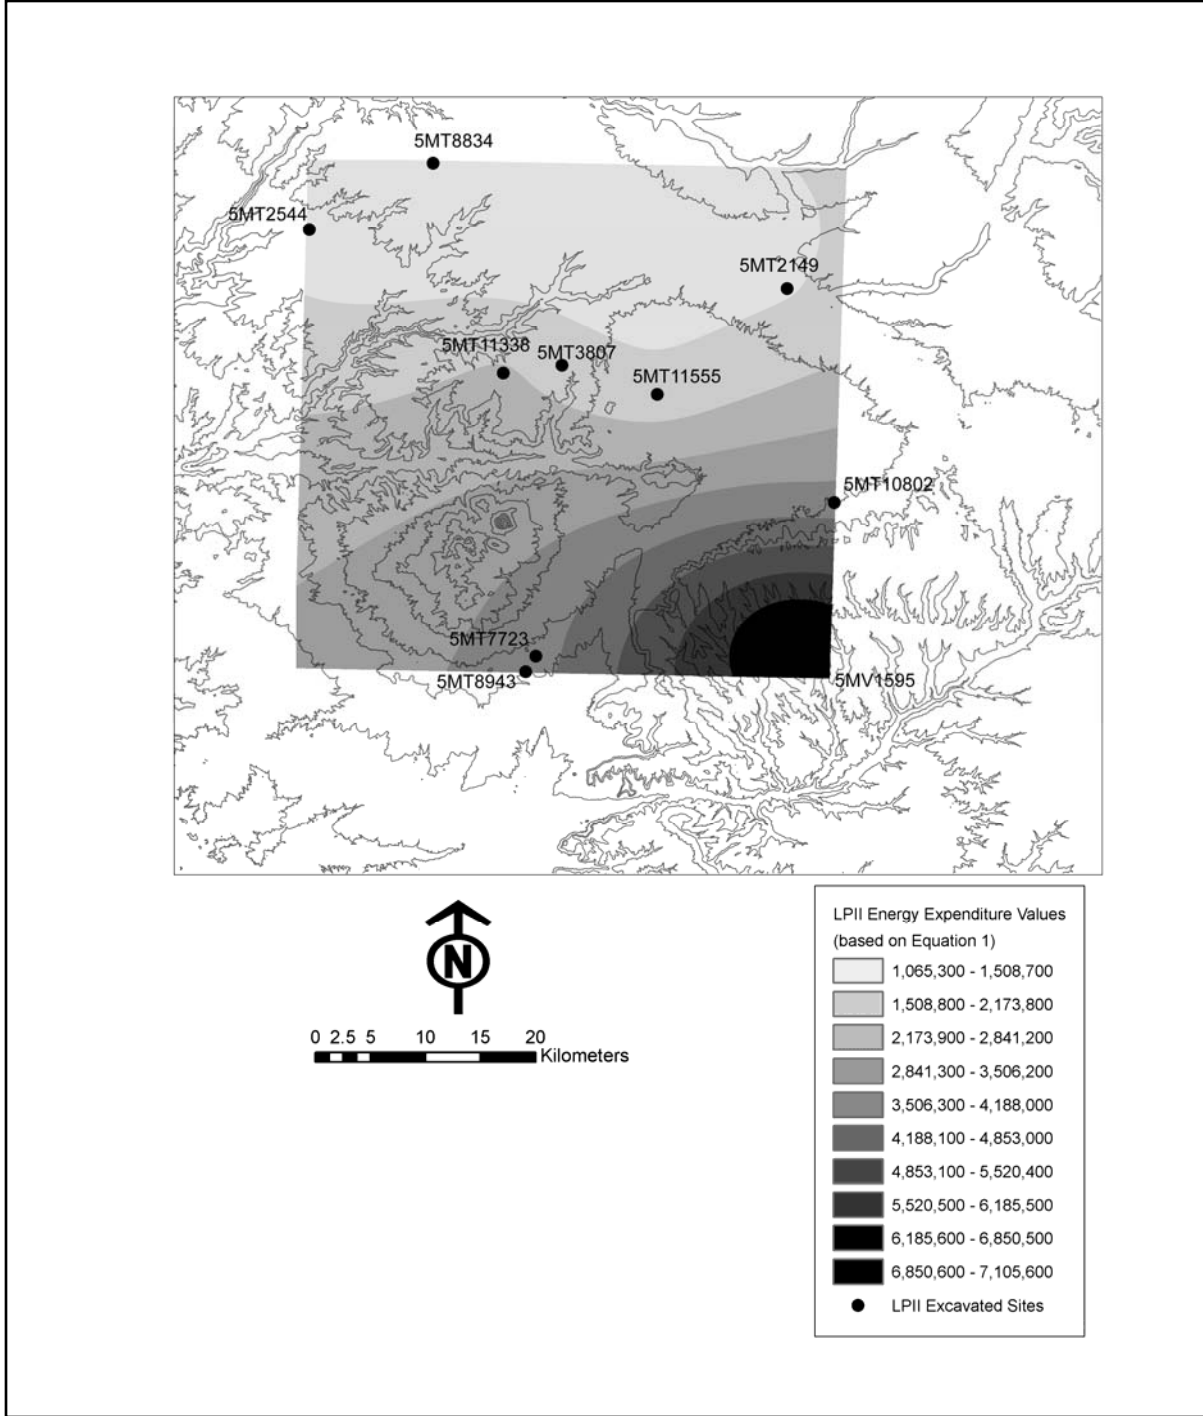 5MT8834
5MT2544
5MT2149
5MT11338
5MT3807
5MT11555
5MT10802
5MT7723
5MT8943
5MV1595
N
0 2.5 5 10 15 20
Kilometers
LPII Energy Expenditure Values
(based on Equation 1)
1,065,300 - 1,508,700
1,508,800 - 2,173,800
2,173,900 - 2,841,200
2,841,300 - 3,506,200
3,506,300 - 4,188,000
4,188,100 - 4,853,000
4,853,100 - 5,520,400
5,520,500 - 6,185,500
6,185,600 - 6,850,500
6,850,600 - 7,105,600
LPII Excavated Sites